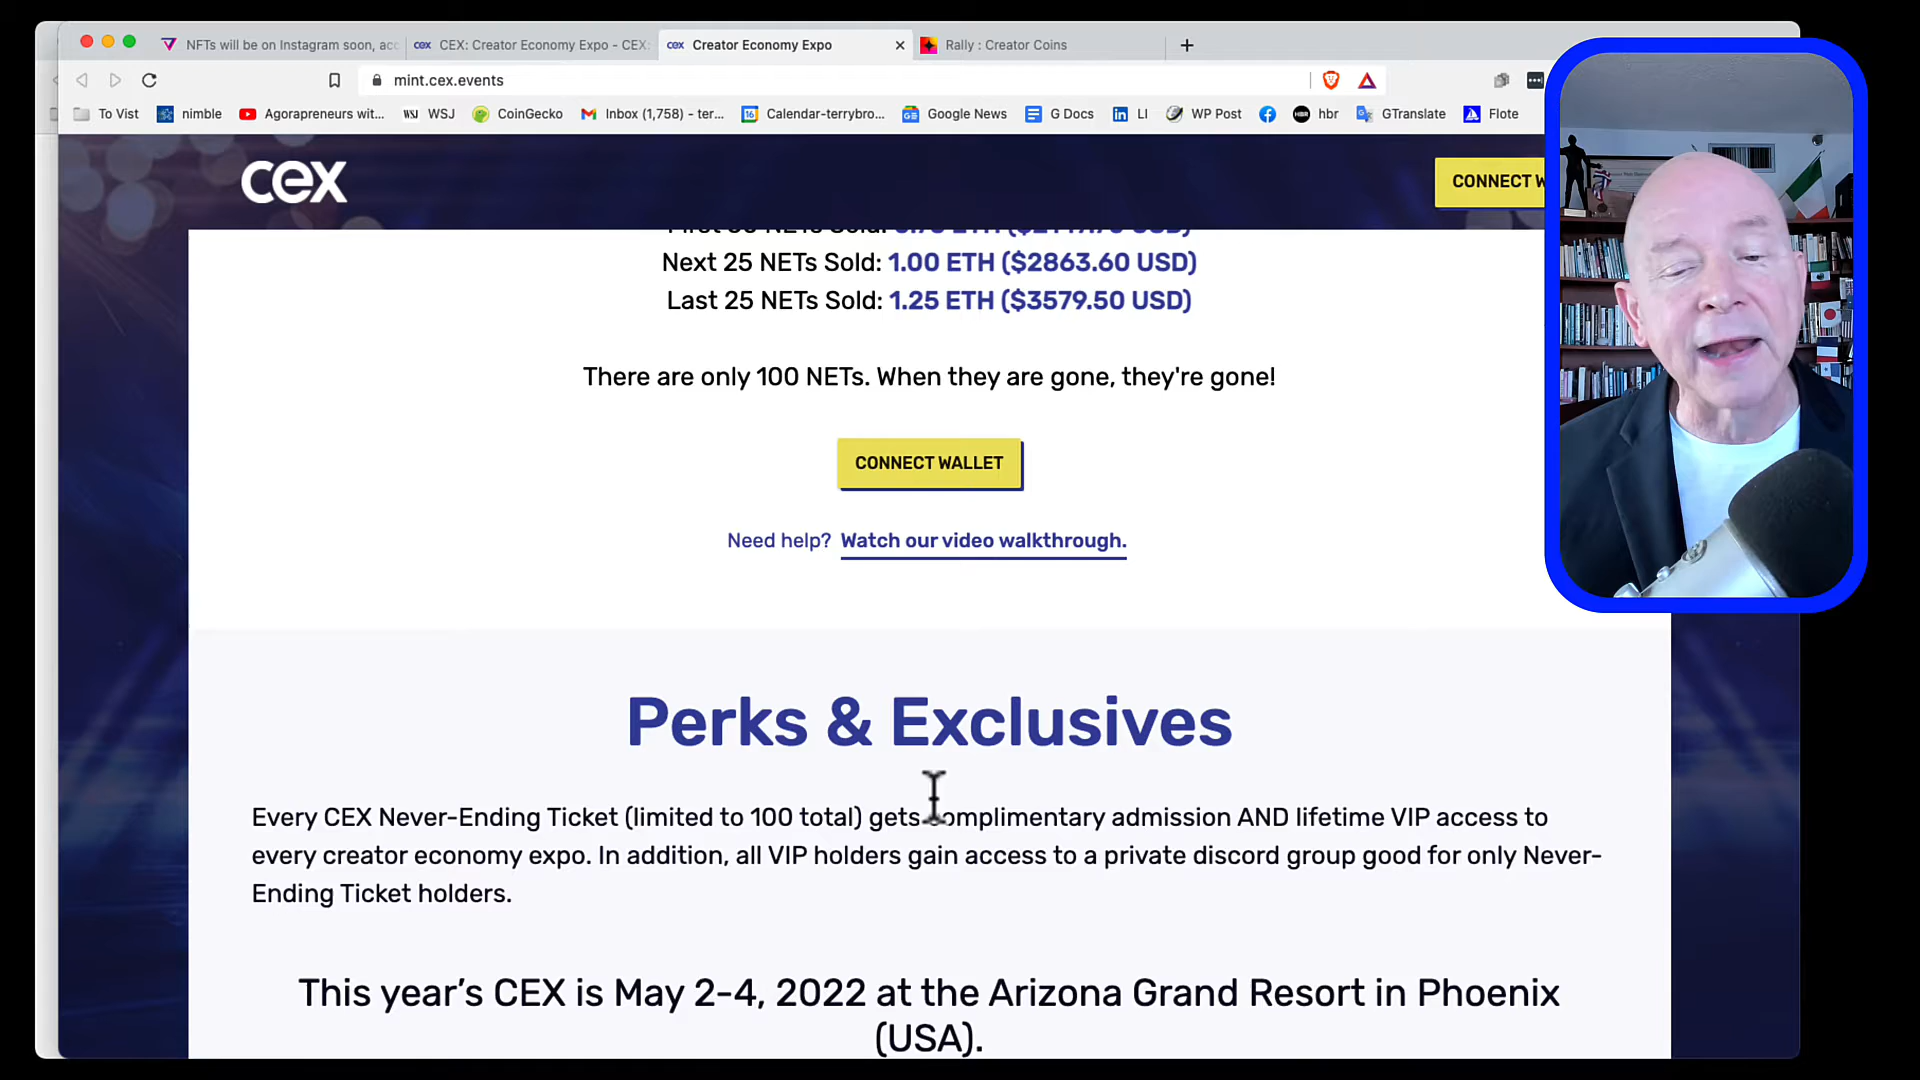 NFTs will be on Instagram soon, acc
CEX: Creator Economy Expo - CEX:
Creator Economy Expo
Rally : Creator Coins
mint.cex.events
To Vist
nimble
Agorapreneurs wit...
WSJ
CoinGecko
Inbox (1,758) - ter...
Calendar-terrybro...
Google News
G Docs
LI
WP Post
hbr
GTranslate
Flote
cex
CONNECT W
Next 25 NETs Sold: 1.00 ETH ($2863.60 USD)
Last 25 NETs Sold: 1.25 ETH ($3579.50 USD)
There are only 100 NETs. When they are gone, they're gone!
CONNECT WALLET
Need help? Watch our video walkthrough.
Perks & Exclusives
Every CEX Never-Ending Ticket (limited to 100 total) gets complimentary admission AND lifetime VIP access to
every creator economy expo. In addition, all VIP holders gain access to a private discord group good for only Never-
Ending Ticket holders.
This year's CEX is May 2-4, 2022 at the Arizona Grand Resort in Phoenix
(USA).